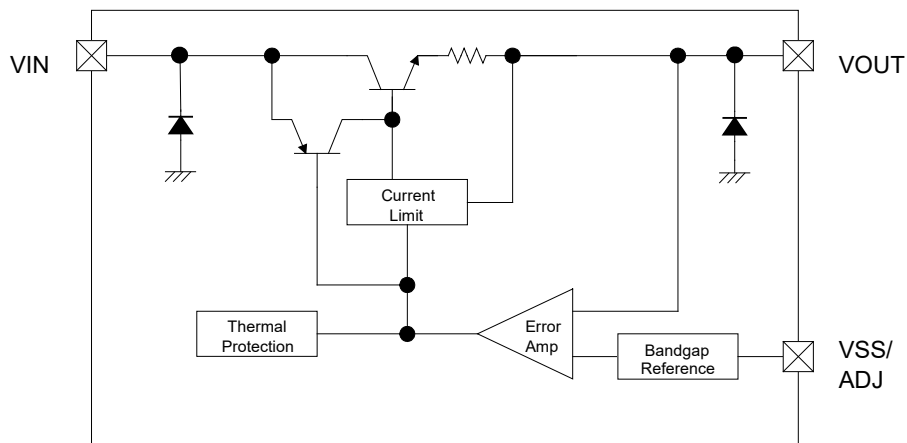 VIN
VOUT
Current
Limit
Thermal
Protection
Error
Amp
Bandgap
Reference
VSS/
ADJ